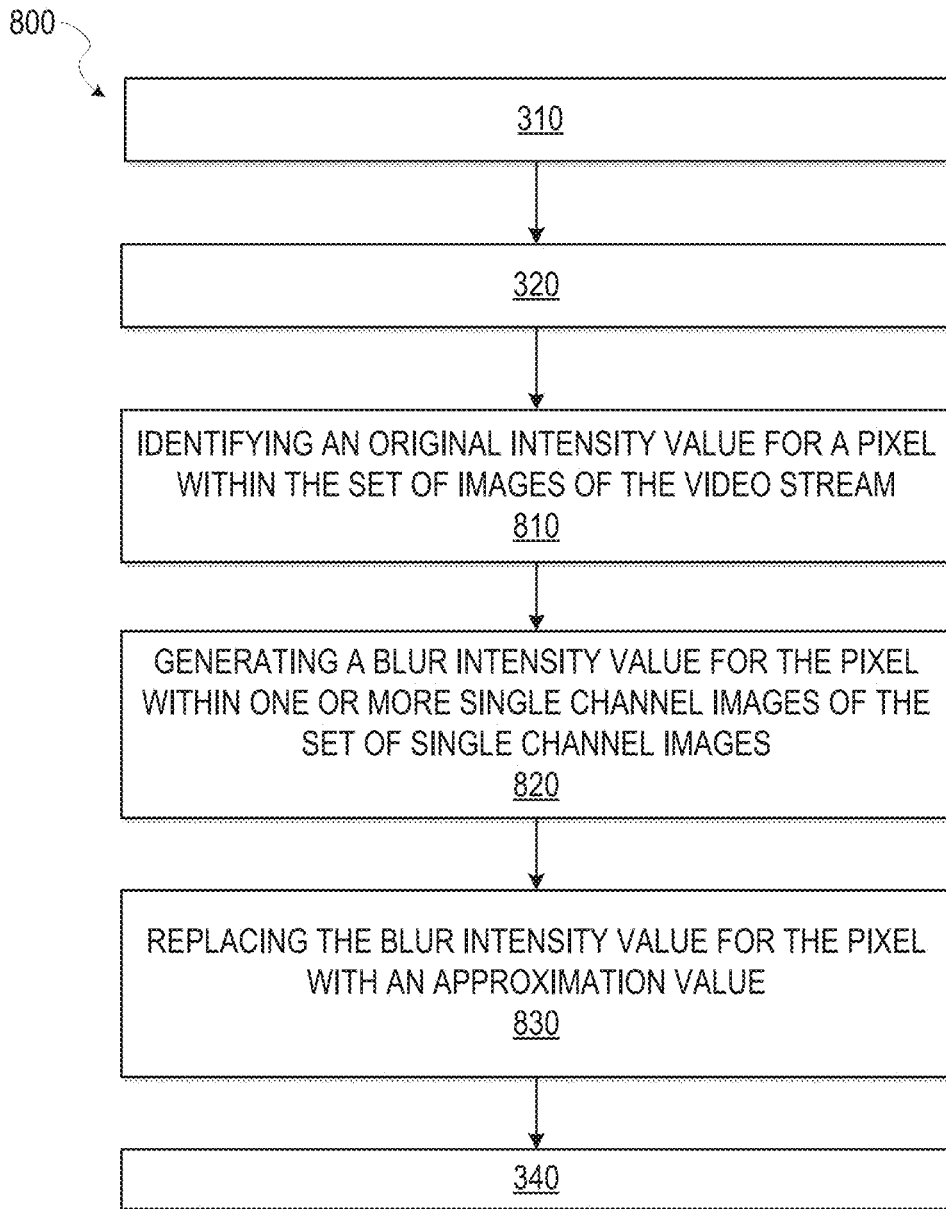 800
310
320
IDENTIFYING AN ORIGINAL INTENSITY VALUE FOR A PIXEL
WITHIN THE SET OF IMAGES OF THE VIDEO STREAM
810
GENERATING A BLUR INTENSITY VALUE FOR THE PIXEL
WITHIN ONE OR MORE SINGLE CHANNEL IMAGES OF THE
SET OF SINGLE CHANNEL IMAGES
820
REPLACING THE BLUR INTENSITY VALUE FOR THE PIXEL
WITH AN APPROXIMATION VALUE
830
340